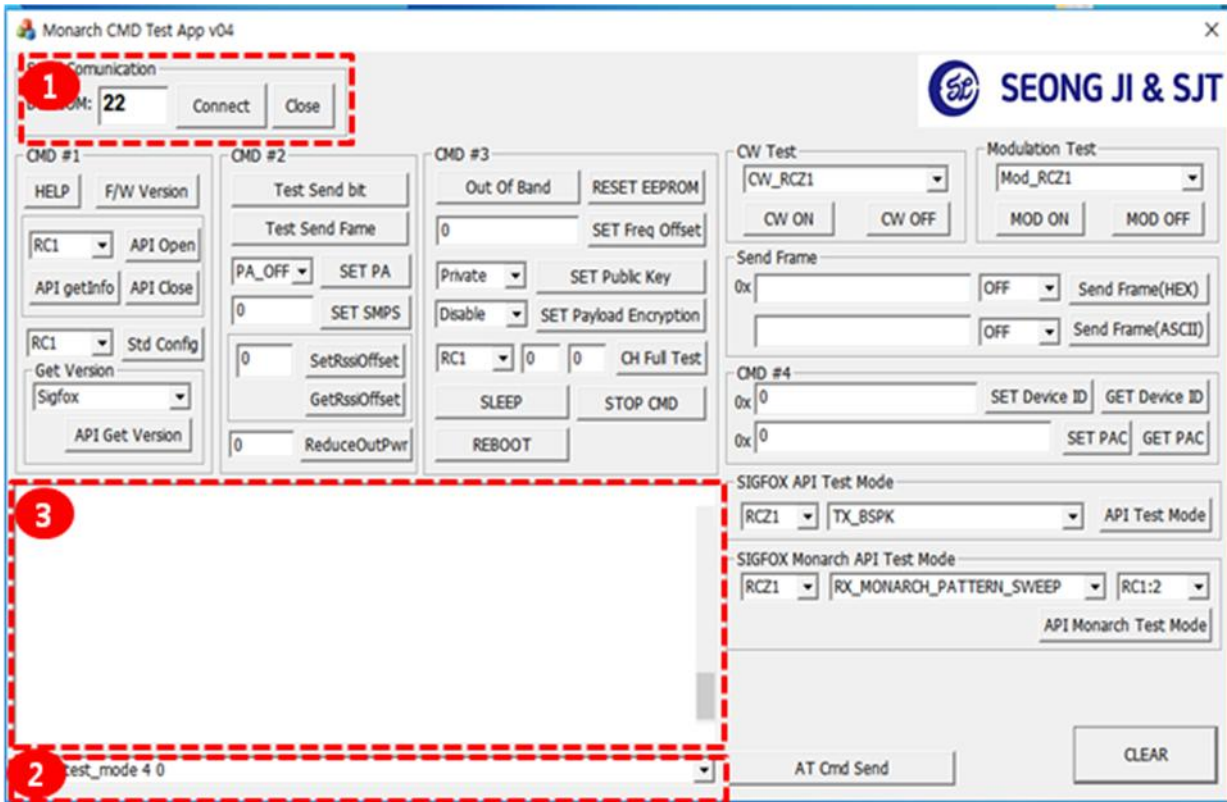 Monarch CMD Test App v04
1
Comunication
M: 22 Connect Close
SEONG JI & SJT
CMD #1
HELP F/W Version
RC1 API Open
API getInfo API Close
RC1 Std Config
Get Version
Sigfox
API Get Version
CMD #2
Test Send bit
Test Send Fame
PA_OFF SET PA
0 SET SMPS
0 SetRssiOffset
GetRssiOffset
0 ReduceOutPwr
CMD #3
Out Of Band RESET EEPROM
0 SET Freq Offset
Private SET Public Key
Disable SET Payload Encryption
RC1 0 0 CH Full Test
SLEEP STOP CMD
REBOOT
CW Test
CW_RCZ1
CW ON CW OFF
Modulation Test
Mod_RCZ1
MOD ON MOD OFF
Send Frame
0x OFF Send Frame(HEX)
OFF Send Frame(ASCII)
CMD #4
0x 0 SET Device ID GET Device ID
0x 0 SET PAC GET PAC
SIGFOX API Test Mode
RCZ1 TX_BSPK API Test Mode
SIGFOX Monarch API Test Mode
RCZ1 RX_MONARCH_PATTERN_SWEEP RC1:2
API Monarch Test Mode
3
2
test_mode 4 0
AT Cmd Send
CLEAR